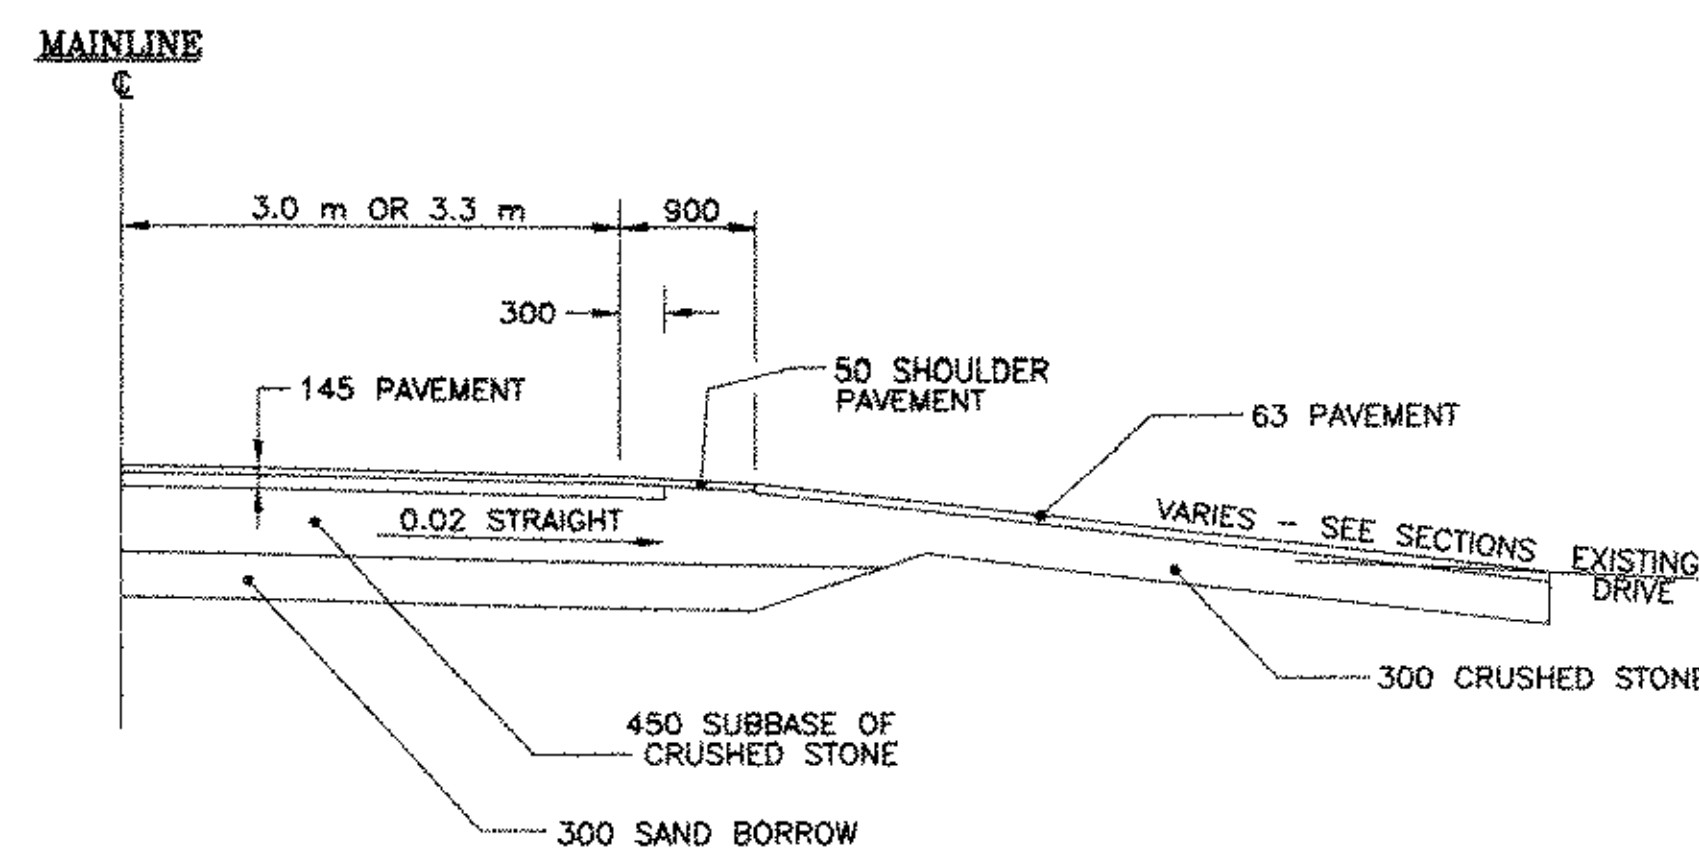 MAINLINE
℄
3.0 m OR 3.3 m
900
300
145 PAVEMENT
50 SHOULDER
PAVEMENT
63 PAVEMENT
0.02 STRAIGHT
VARIES - SEE SECTIONS
EXISTING
DRIVE
300 CRUSHED STONE
450 SUBBASE OF
CRUSHED STONE
300 SAND BORROW